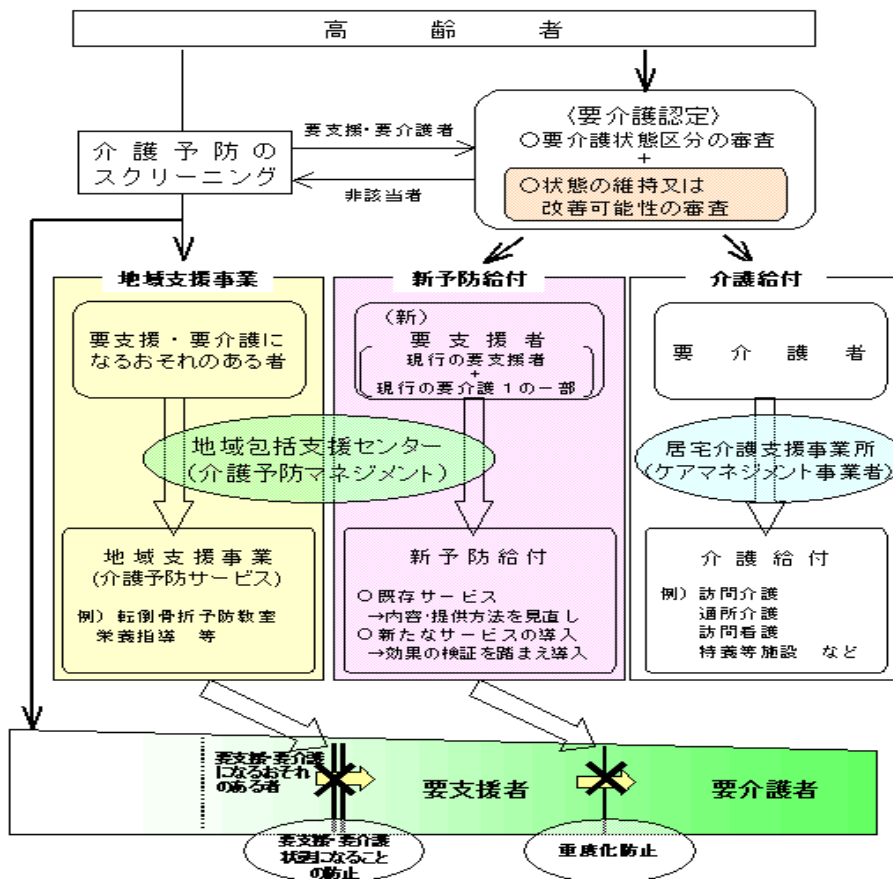 高齢者
介護予防の
スクリーニング
要支援・要介護者
非該当者
〈要介護認定〉
○要介護状態区分の審査
+
○状態の維持又は
改善可能性の審査
地域支援事業
新予防給付
介護給付
要支援・要介護に
なるおそれのある者
（新）
要支援者
現行の要支援者
+
現行の要介護1の一部
要介護者
地域包括支援センター
(介護予防マネジメント)
居宅介護支援事業所
(ケアマネジメント事業者)
地域支援事業
(介護予防サービス)
例）転倒骨折予防教室
栄養指導 等
新予防給付
○既存サービス
→内容・提供方法を見直し
○新たなサービスの導入
→効果の検証を踏まえ導入
介護給付
例）訪問介護
通所介護
訪問看護
特養等施設 など
要支援・要介護
になるおそれ
のある者
要支援者
要介護者
要支援・要介護
状態になること
の防止
重度化防止